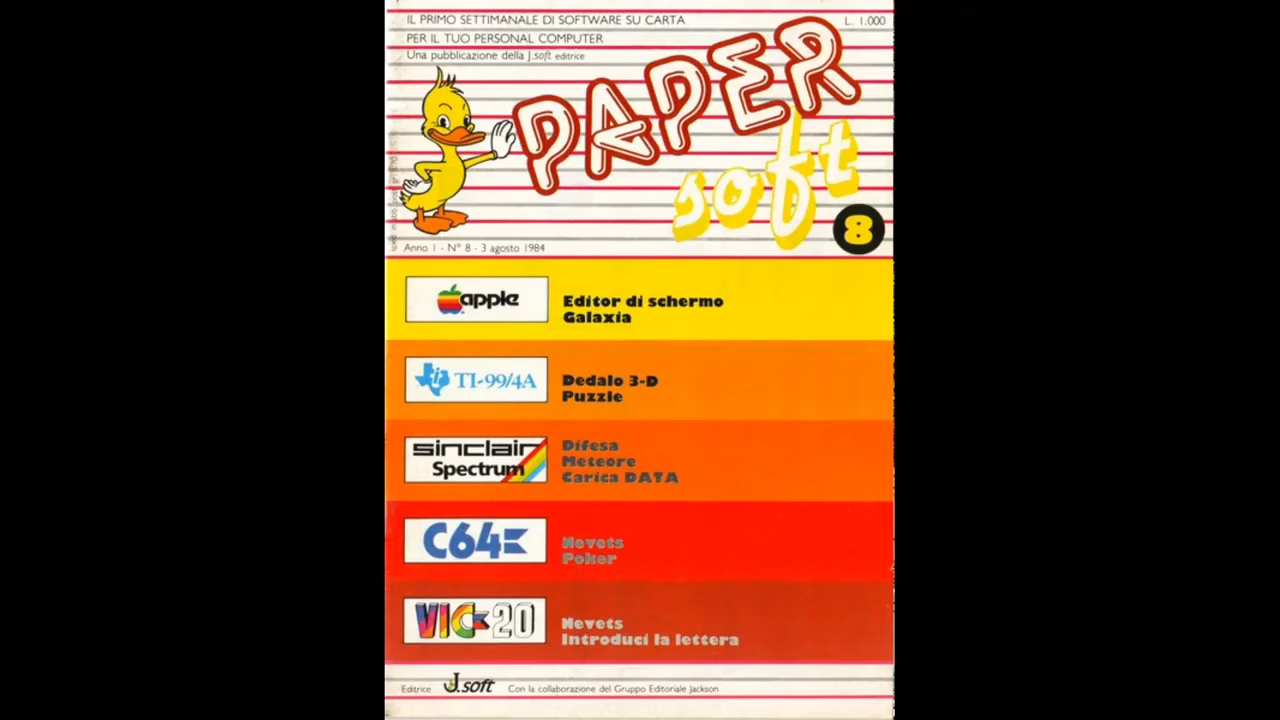 IL PRIMO SETTIMANALE DI SOFTWARE SU CARTA
L. 1.000
PER IL TUO PERSONAL COMPUTER
Una pubblicazione della J.soft editrice
PAPER
soft
8
Anno 1 - N° 8 - 3 agosto 1984
apple
Editor di schermo
Galaxia
TI-99/4A
Dedalo 3-D
Puzzle
sinclair
Spectrum
Difesa
Meteore
Carica DATA
C64
Nevets
Poker
VIC 20
Nevets
Introduci la lettera
Editrice J.soft Con la collaborazione del Gruppo Editoriale Jackson